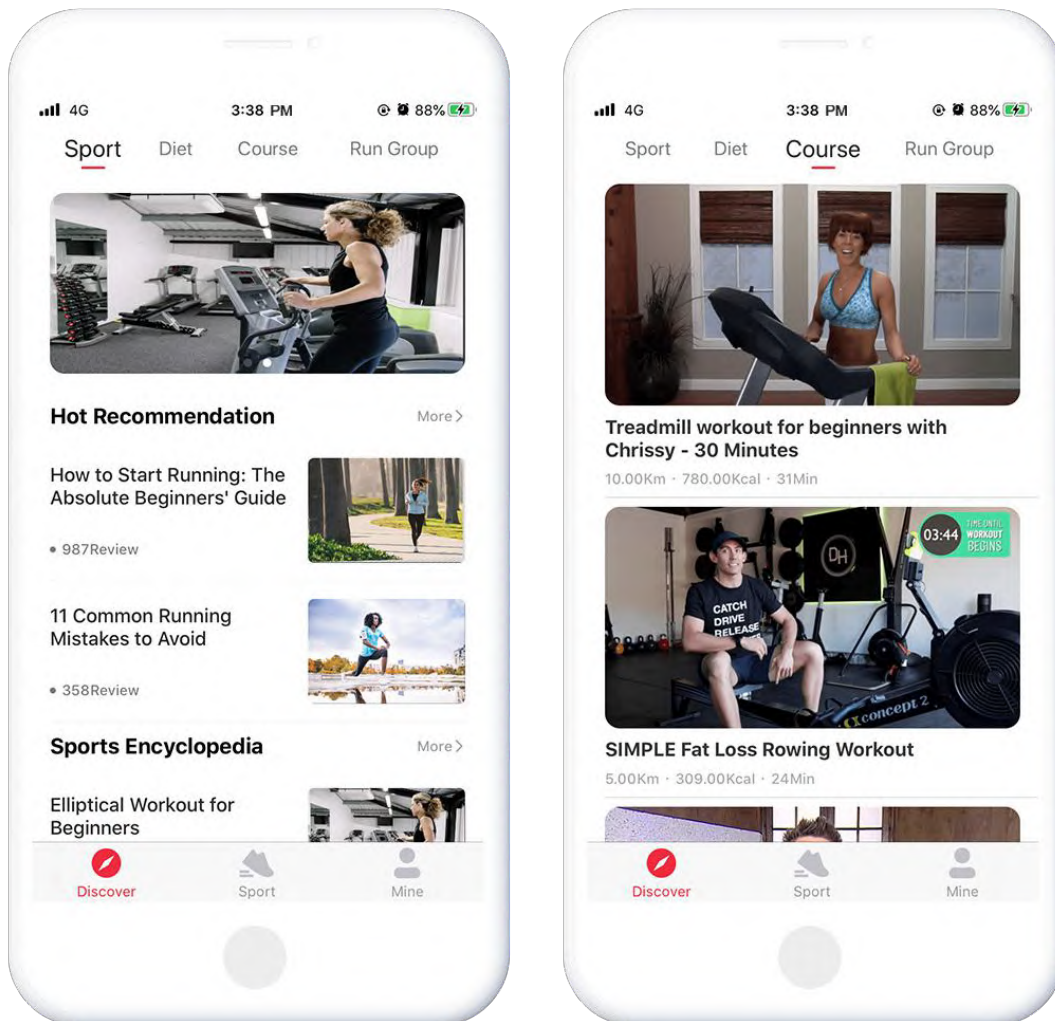 4G 3:38 PM 88%
Sport Diet Course Run Group
Hot Recommendation More >
How to Start Running: The
Absolute Beginners' Guide
• 987Review
11 Common Running
Mistakes to Avoid
• 358Review
Sports Encyclopedia More >
Elliptical Workout for
Beginners
Discover Sport Mine
4G 3:38 PM 88%
Sport Diet Course Run Group
Treadmill workout for beginners with
Chrissy - 30 Minutes
10.00Km · 780.00Kcal · 31Min
03:44
TIME UNTIL
WORKOUT
BEGINS
DH
CATCH
DRIVE
RELEASE
concept 2
SIMPLE Fat Loss Rowing Workout
5.00Km · 309.00Kcal · 24Min
Discover Sport Mine